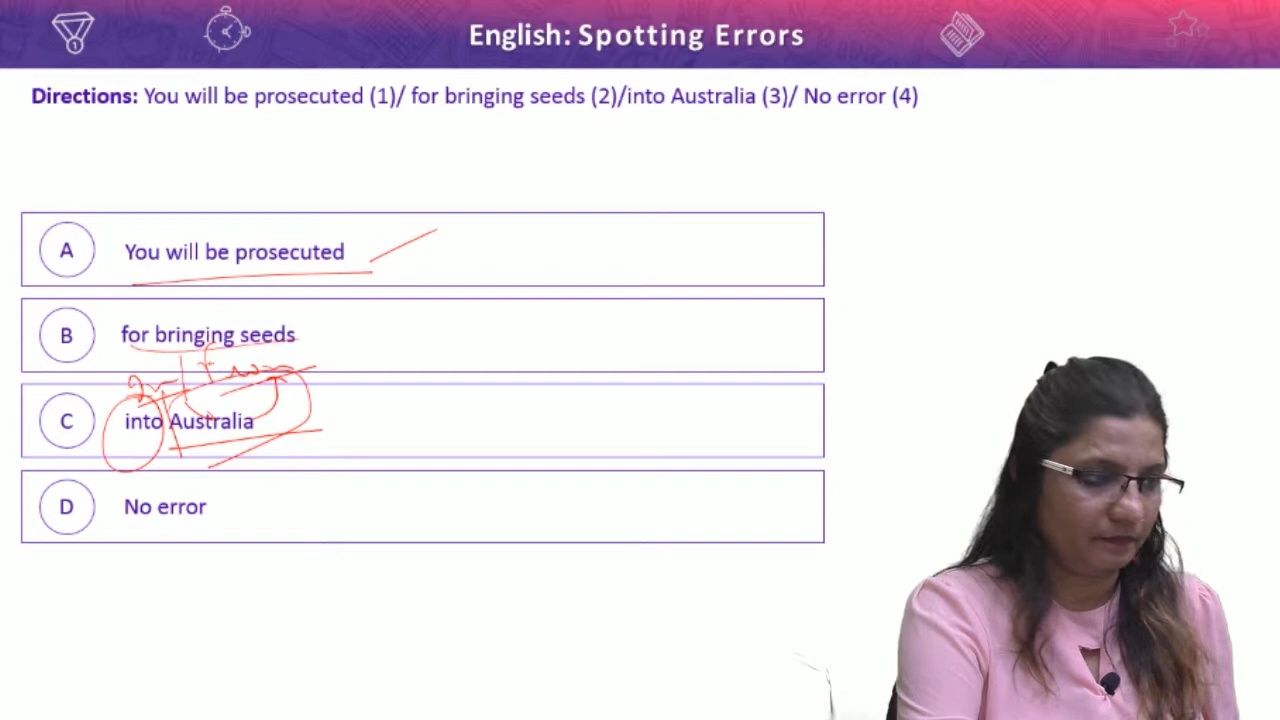 English: Spotting Errors
Directions: You will be prosecuted (1)/ for bringing seeds (2)/into Australia (3)/ No error (4)
A You will be prosecuted
B for bringing seeds
C into Australia
D No error